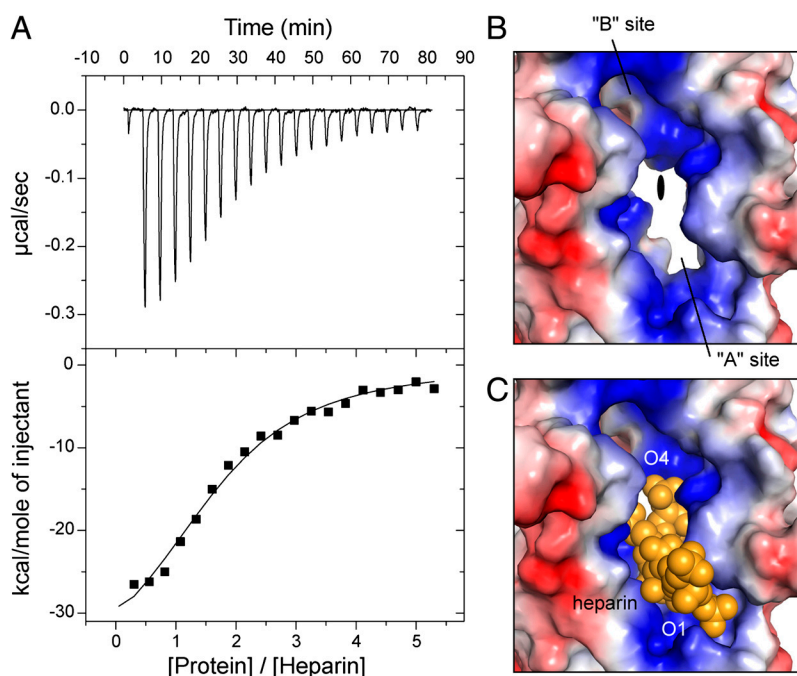 A
Time (min)
-10 0 10 20 30 40 50 60 70 80 90
0.0
-0.1
-0.2
-0.3
µcal/sec
0
-10
-20
-30
kcal/mole of injectant
0 1 2 3 4 5
[Protein] / [Heparin]
B
"B" site
"A" site
C
O4
heparin
O1